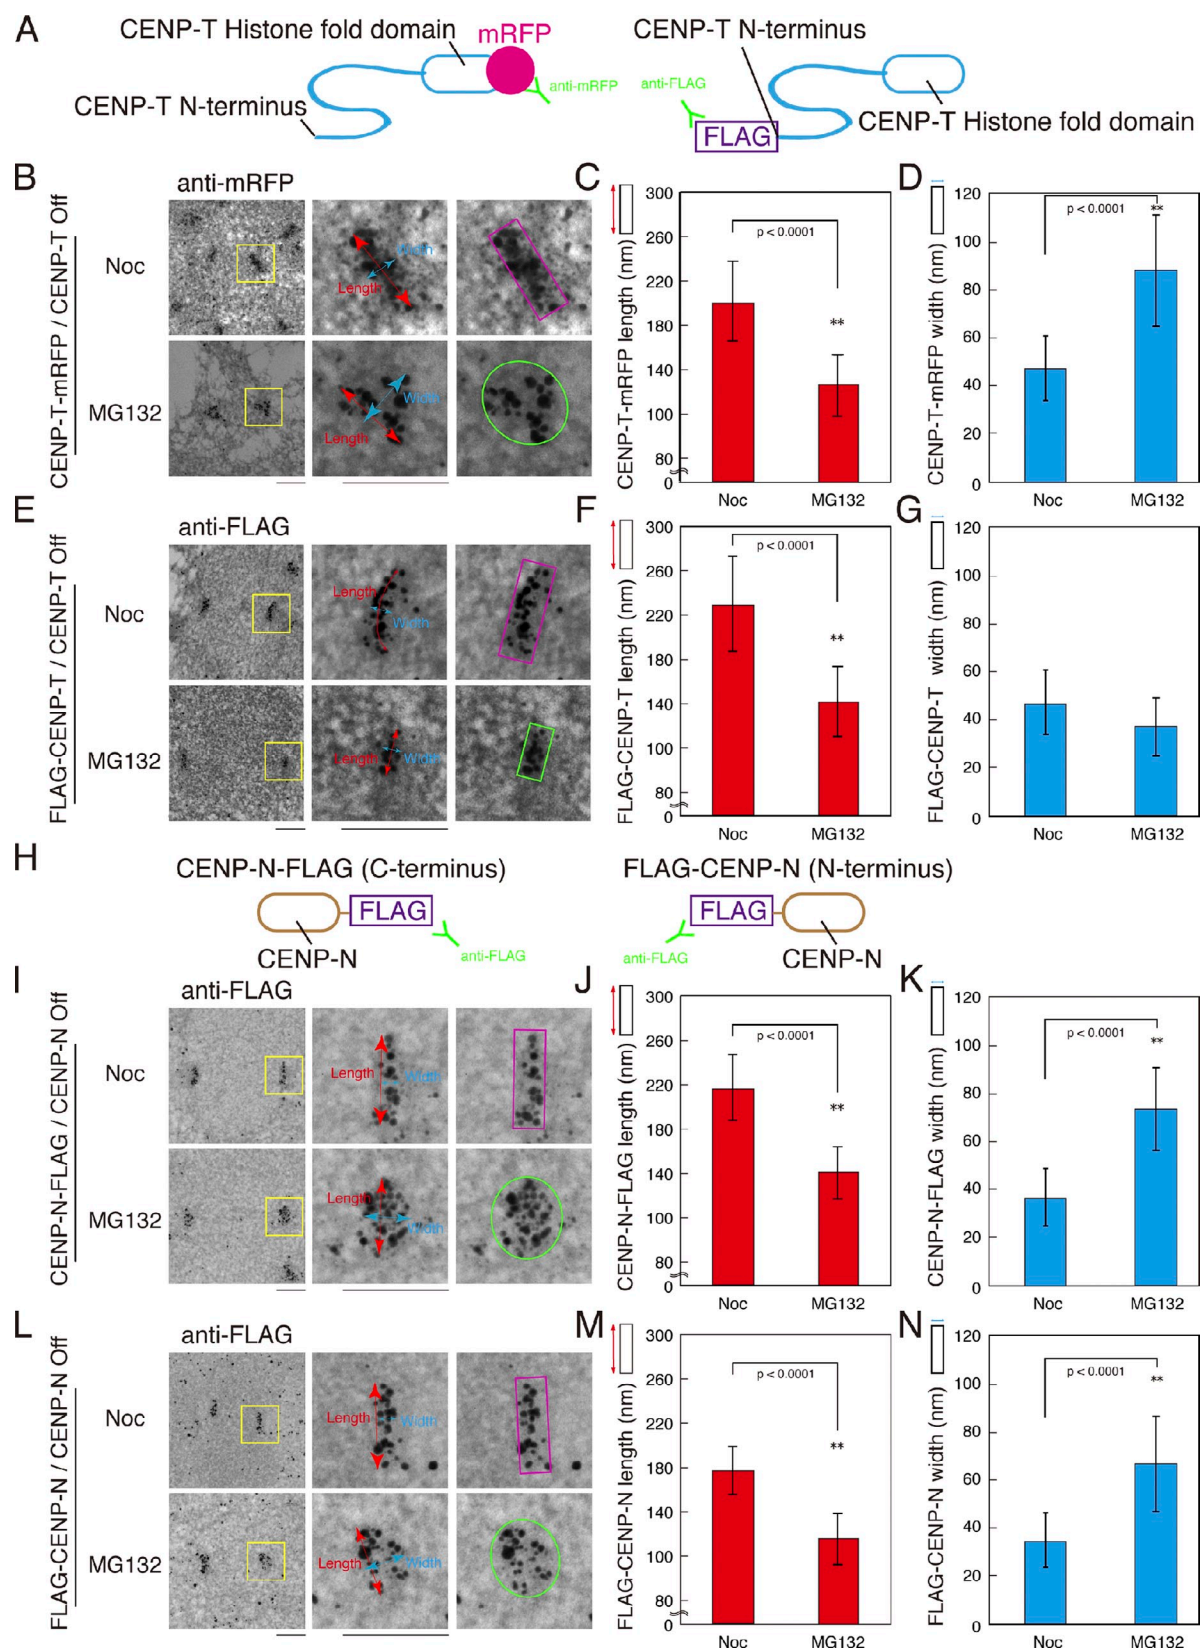 A
CENP-T Histone fold domain
mRFP
anti-mRFP
CENP-T N-terminus
CENP-T N-terminus
anti-FLAG
FLAG
CENP-T Histone fold domain
B
CENP-T-mRFP / CENP-T Off
anti-mRFP
Noc
Width
Length
MG132
Width
Length
C
CENP-T-mRFP length (nm)
300
260
220
180
140
100
80
0
p < 0.0001
**
Noc MG132
D
CENP-T-mRFP width (nm)
120
100
80
60
40
20
0
p < 0.0001
**
Noc MG132
E
FLAG-CENP-T / CENP-T Off
anti-FLAG
Noc
Length
Width
MG132
Length
Width
F
FLAG-CENP-T length (nm)
300
260
220
180
140
100
80
0
p < 0.0001
**
Noc MG132
G
FLAG-CENP-T width (nm)
120
100
80
60
40
20
0
Noc MG132
H
CENP-N-FLAG (C-terminus)
FLAG
CENP-N
anti-FLAG
FLAG-CENP-N (N-terminus)
FLAG
anti-FLAG
CENP-N
I
CENP-N-FLAG / CENP-N Off
anti-FLAG
Noc
Length
Width
MG132
Length
Width
J
CENP-N-FLAG length (nm)
300
260
220
180
140
100
80
0
p < 0.0001
**
Noc MG132
K
CENP-N-FLAG width (nm)
120
100
80
60
40
20
0
p < 0.0001
**
Noc MG132
L
FLAG-CENP-N / CENP-N Off
anti-FLAG
Noc
Length
Width
MG132
Length
Width
M
FLAG-CENP-N length (nm)
300
260
220
180
140
100
80
0
p < 0.0001
**
Noc MG132
N
FLAG-CENP-N width (nm)
120
100
80
60
40
20
0
p < 0.0001
**
Noc MG132